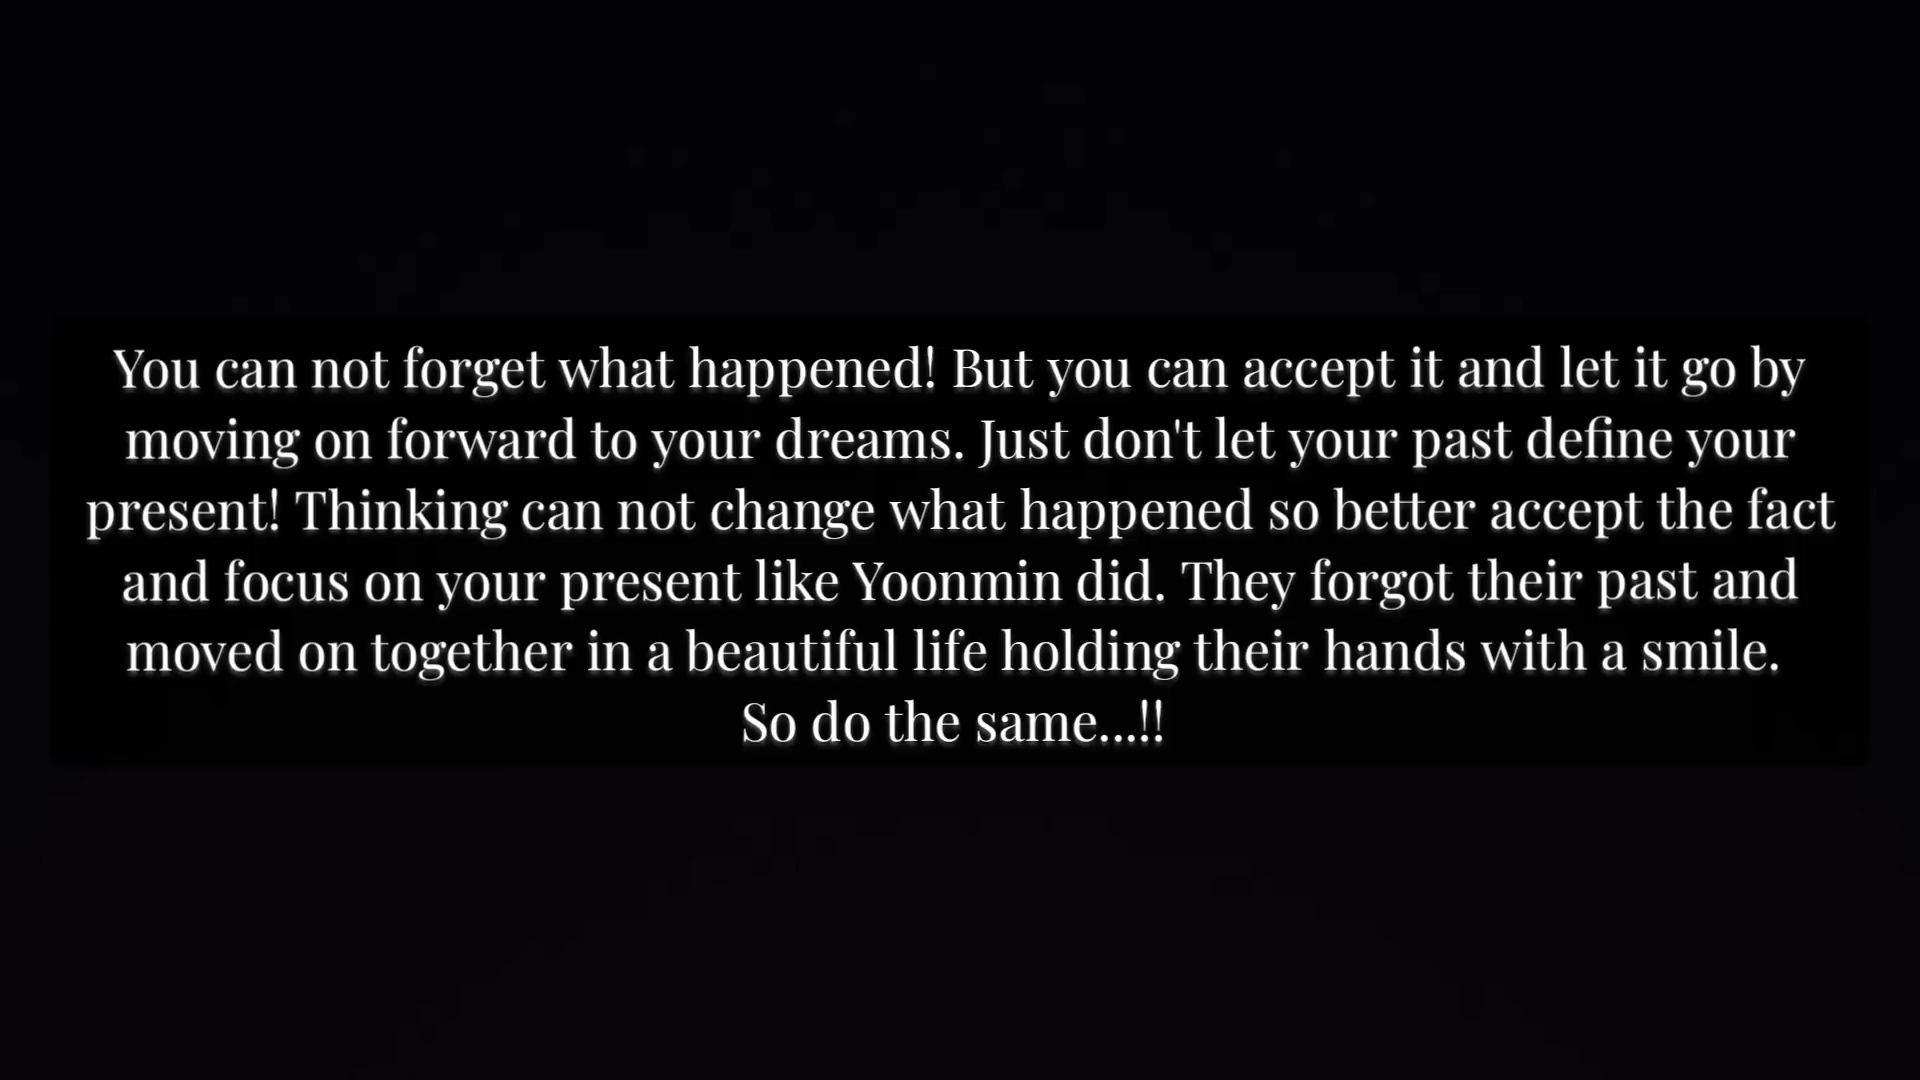 You can not forget what happened! But you can accept it and let it go by
moving on forward to your dreams. Just don't let your past define your
present! Thinking can not change what happened so better accept the fact
and focus on your present like Yoonmin did. They forgot their past and
moved on together in a beautiful life holding their hands with a smile.
So do the same...!!